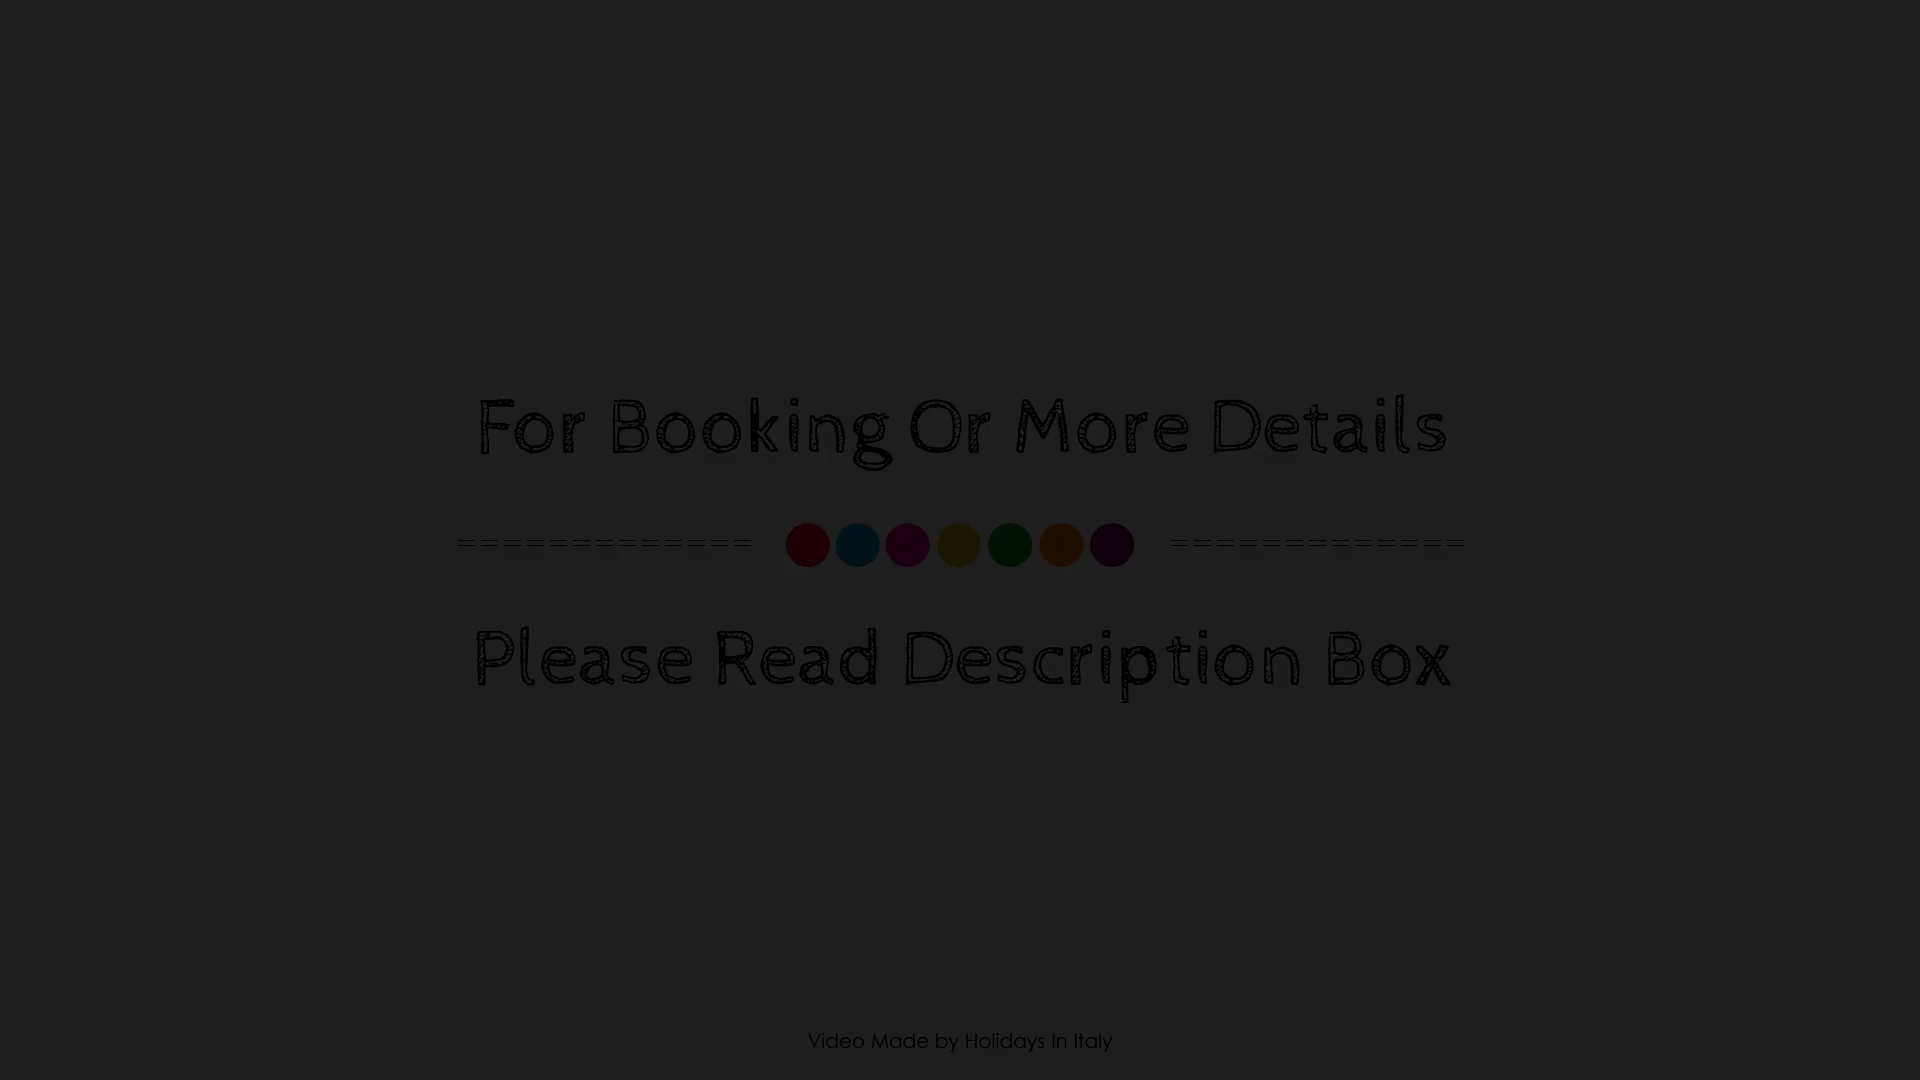 For Booking Or More Details
============= =============
Please Read Description Box
Video Made by Holidays In Italy